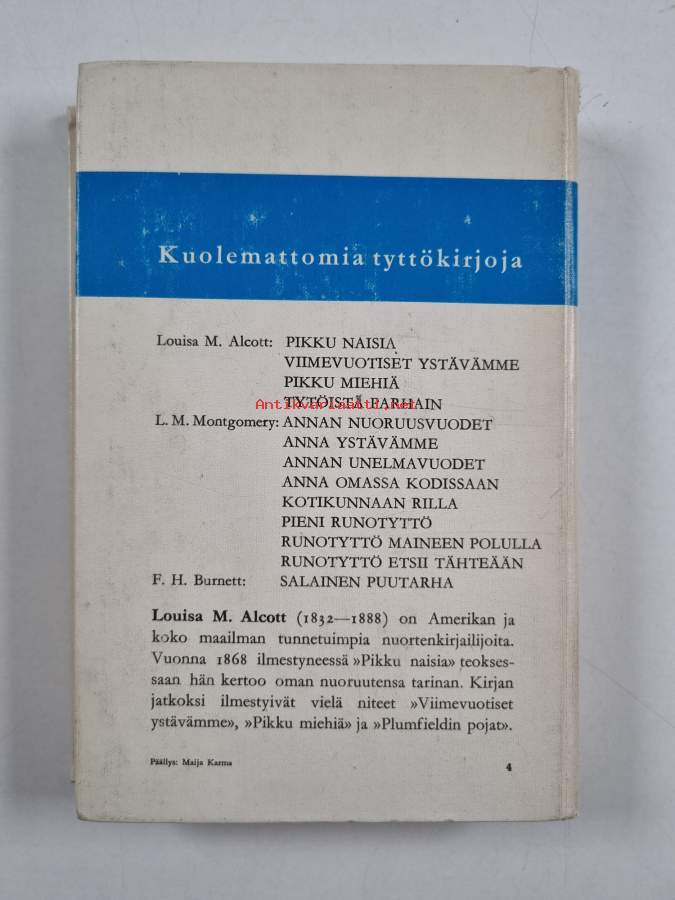 Kuolemattomia tyttökirjoja
Louisa M. Alcott: PIKKU NAISIA
VIIMEVUOTISET YSTÄVÄMME
PIKKU MIEHIÄ
TYTÖISTÄ PARHAIN
Antikvariaatti.net
L. M. Montgomery: ANNAN NUORUUSVUODET
ANNA YSTÄVÄMME
ANNAN UNELMAVUODET
ANNA OMASSA KODISSAAN
KOTIKUNNAAN RILLA
PIENI RUNOTYTTÖ
RUNOTYTTÖ MAINEEN POLULLA
RUNOTYTTÖ ETSII TÄHTEÄÄN
F. H. Burnett: SALAINEN PUUTARHA
Louisa M. Alcott (1832—1888) on Amerikan ja
koko maailman tunnetuimpia nuortenkirjailijoita.
Vuonna 1868 ilmestyneessä »Pikku naisia» teokses-
saan hän kertoo oman nuoruutensa tarinan. Kirjan
jatkoksi ilmestyivät vielä niteet »Viimevuotiset
ystävämme», »Pikku miehiä» ja »Plumfieldin pojat».
Päällys: Maija Karma 4